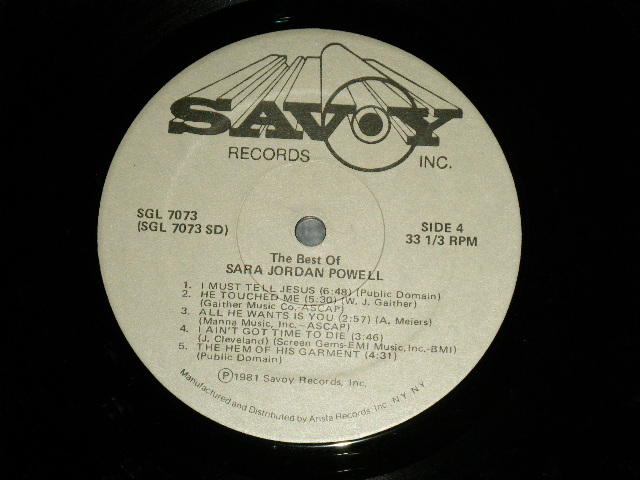 SAVOY
RECORDS INC.
SGL 7073
(SGL 7073 SD)
SIDE 4
33 1/3 RPM
The Best Of
SARA JORDAN POWELL
1. I MUST TELL JESUS (6:48) (Public Domain)
2. HE TOUCHED ME (5:30) (W. J. Gaither)
(Gaither Music Co.-ASCAP)
3. ALL HE WANTS IS YOU (2:57) (A. Meiers)
(Manna Music, Inc.-ASCAP)
4. I AIN'T GOT TIME TO DIE (3:46)
(J. Cleveland) (Screen Gems-EMI Music, Inc.-BMI)
5. THE HEM OF HIS GARMENT (4:31)
(Public Domain)
Ⓟ1981 Savoy Records, Inc.
Manufactured and Distributed by Arista Records, Inc. N.Y. N.Y.